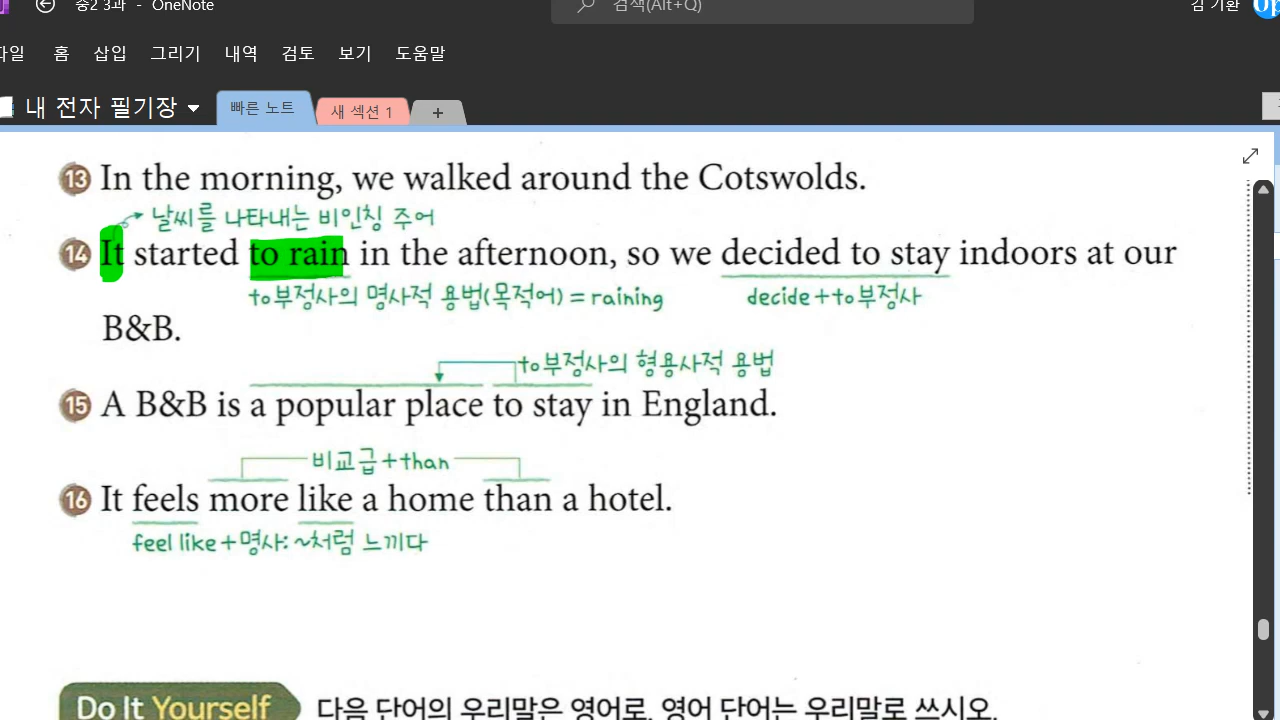 중2 3과 - OneNote
검색(Alt+Q)
김 기환
파일 홈 삽입 그리기 내역 검토 보기 도움말
내 전자 필기장 빠른 노트 새 섹션 1 +
13 In the morning, we walked around the Cotswolds.
날씨를 나타내는 비인칭 주어
14 It started to rain in the afternoon, so we decided to stay indoors at our
to부정사의 명사적 용법(목적어) = raining decide+to부정사
B&B.
to부정사의 형용사적 용법
15 A B&B is a popular place to stay in England.
비교급+than
16 It feels more like a home than a hotel.
feel like+명사: ~처럼 느끼다
Do It Yourself 다음 단어의 우리말은 영어로, 영어 단어는 우리말로 쓰시오.